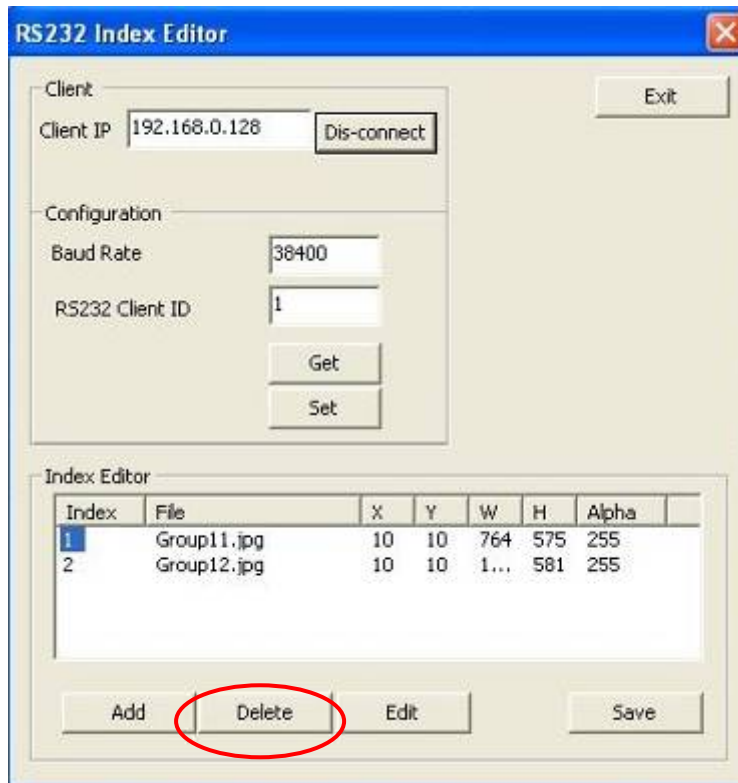 RS232 Index Editor
Client
Exit
Client IP 192.168.0.128 Dis-connect
Configuration
Baud Rate 38400
RS232 Client ID 1
Get
Set
Index Editor
Index File X Y W H Alpha
1 Group11.jpg 10 10 764 575 255
2 Group12.jpg 10 10 1... 581 255
Add Delete Edit Save